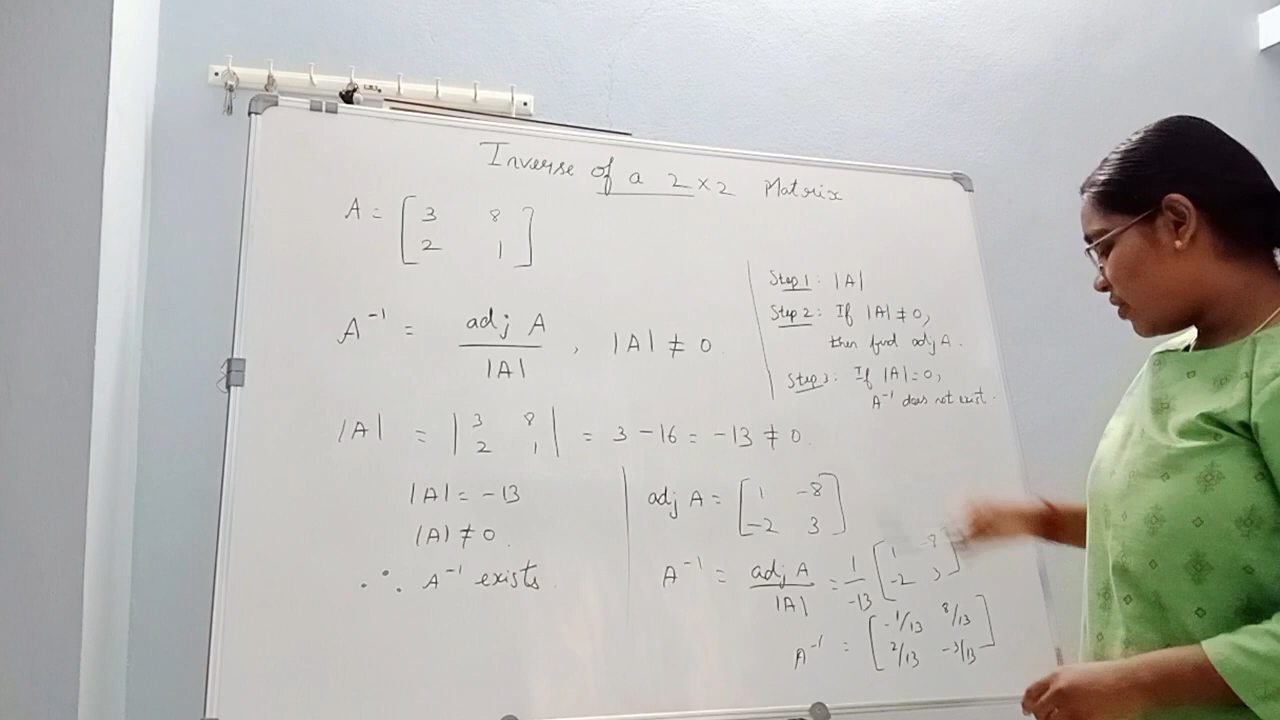 Inverse of a 2×2 Matrix
A = [ 3 8
2 1 ]
A⁻¹ = adj A / |A| , |A| ≠ 0
Step 1: |A|
Step 2: If |A| ≠ 0,
then find adj A.
Step 3: If |A| = 0,
A⁻¹ does not exist.
|A| = | 3 8
2 1 | = 3 - 16 = -13 ≠ 0.
|A| = -13
|A| ≠ 0.
∴ A⁻¹ exists.
adj A = [ 1 -8
-2 3 ]
A⁻¹ = adj A / |A| = 1/-13 [ 1 -8
-2 3 ]
A⁻¹ = [ -1/13 8/13
2/13 -3/13 ]